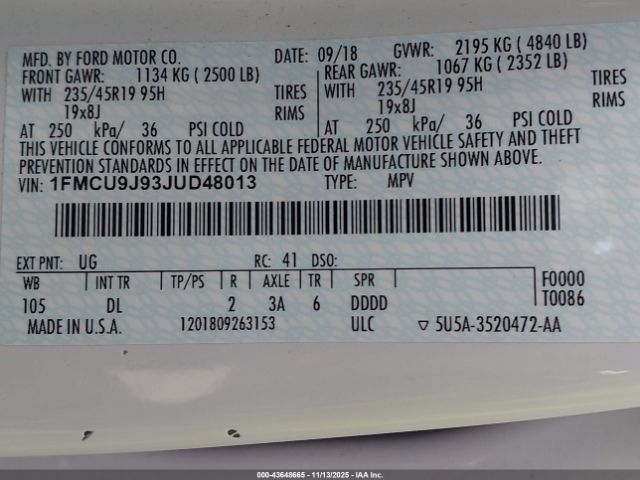 MFD. BY FORD MOTOR CO.
DATE: 09/18 GVWR: 2195 KG ( 4840 LB)
FRONT GAWR: 1134 KG ( 2500 LB)
REAR GAWR: 1067 KG ( 2352 LB)
WITH 235/45R19 95H TIRES
WITH 235/45R19 95H TIRES
19x8J RIMS
19x8J RIMS
AT 250 kPa/ 36 PSI COLD
AT 250 kPa/ 36 PSI COLD
THIS VEHICLE CONFORMS TO ALL APPLICABLE FEDERAL MOTOR VEHICLE SAFETY AND THEFT
PREVENTION STANDARDS IN EFFECT ON THE DATE OF MANUFACTURE SHOWN ABOVE.
VIN: 1FMCU9J93JUD48013 TYPE: MPV
EXT PNT: UG RC: 41 DSO:
WB INT TR TP/PS R AXLE TR SPR
105 DL 2 3A 6 DDDD
F0000
T0086
MADE IN U.S.A. 1201809263153 ULC ▽ 5U5A-3520472-AA
000-43648665 - 11/13/2025 - IAA, Inc.